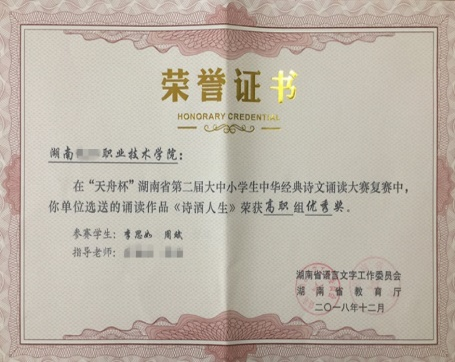 荣誉证书
HONORARY CREDENTIAL
湖南 职业技术学院：
在“天舟杯”湖南省第二届大中小学生中华经典诗文诵读大赛复赛中，
你单位选送的诵读作品《诗酒人生》荣获高职组优秀奖。
参赛学生：李思如 周斌
指导老师：
湖南省语言文字工作委员会
湖南省教育厅
二〇一八年十二月